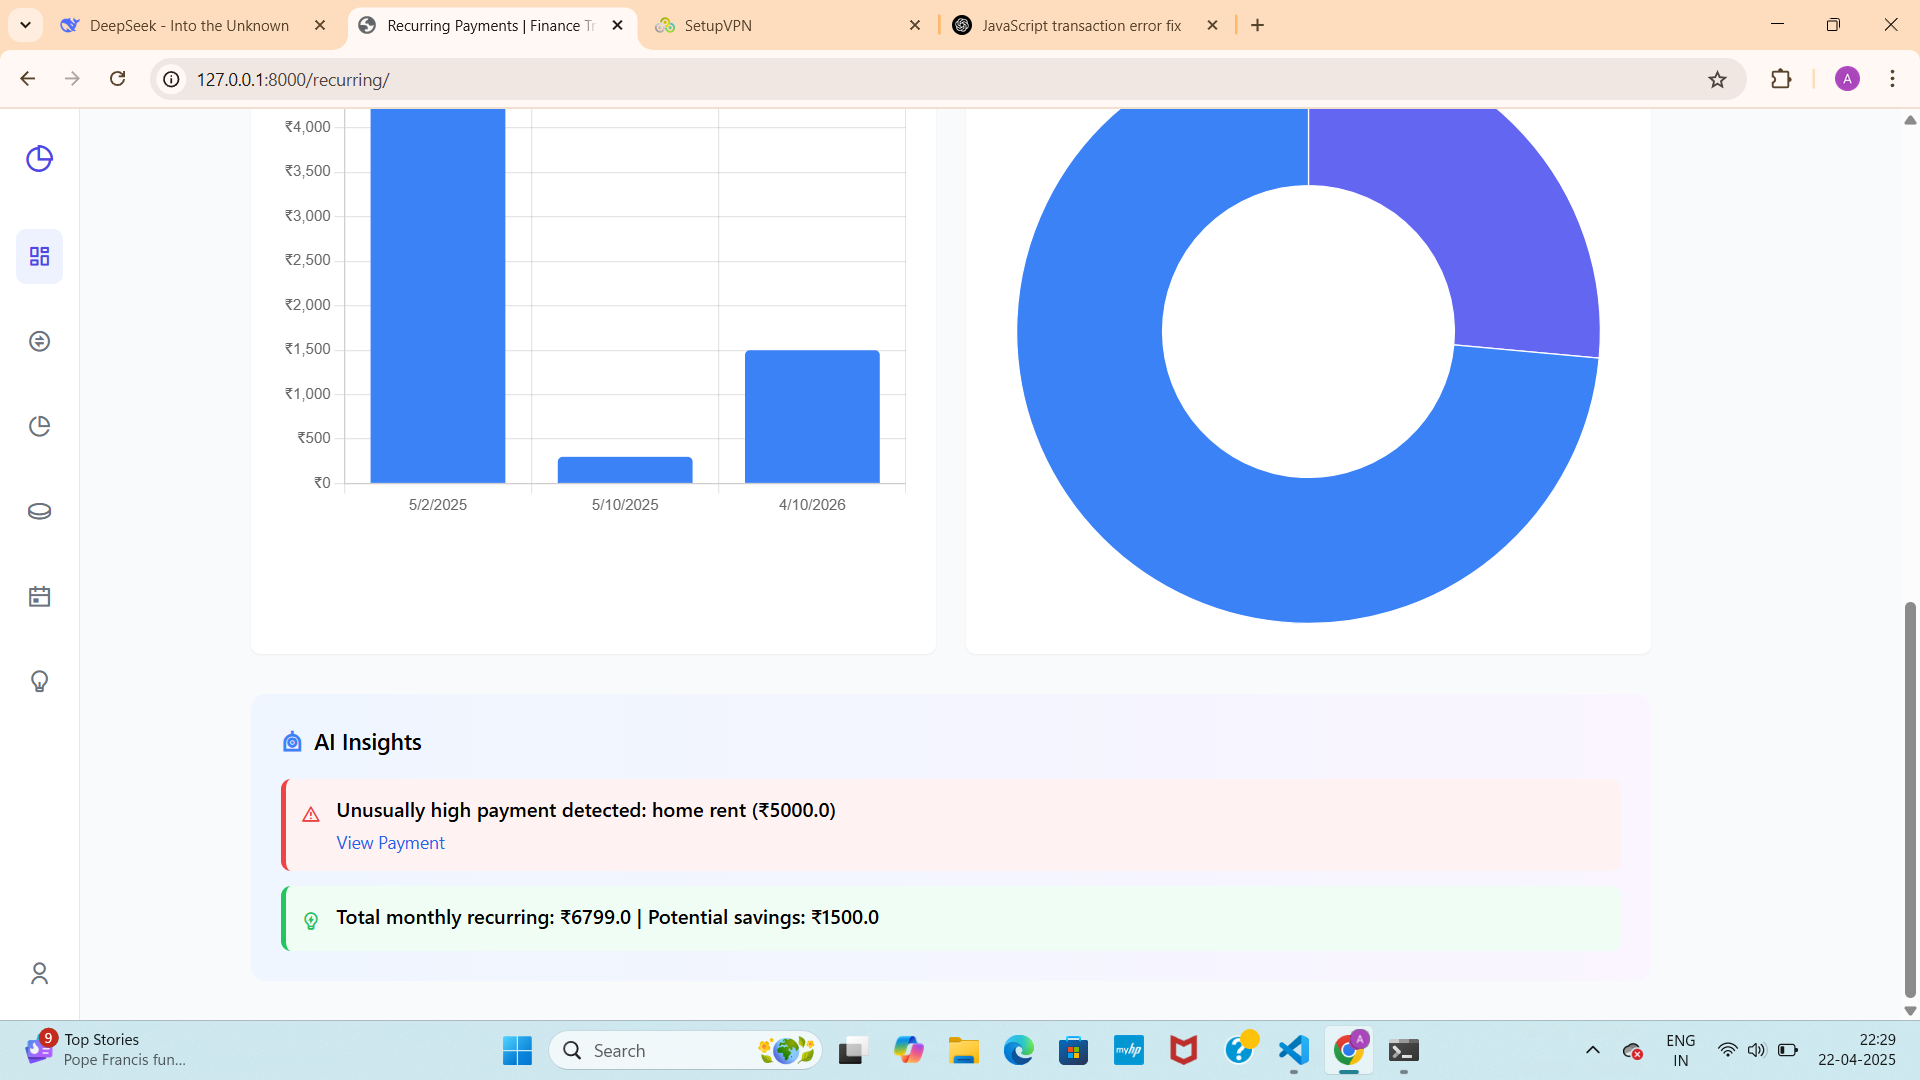 DeepSeek - Into the Unknown
Recurring Payments | Finance Tr
SetupVPN
JavaScript transaction error fix
127.0.0.1:8000/recurring/
A
₹4,000
₹3,500
₹3,000
₹2,500
₹2,000
₹1,500
₹1,000
₹500
₹0
5/2/2025
5/10/2025
4/10/2026
AI Insights
Unusually high payment detected: home rent (₹5000.0)
View Payment
Total monthly recurring: ₹6799.0 | Potential savings: ₹1500.0
9
Top Stories
Pope Francis fun...
Search
myhp
A
ENG
IN
22:29
22-04-2025